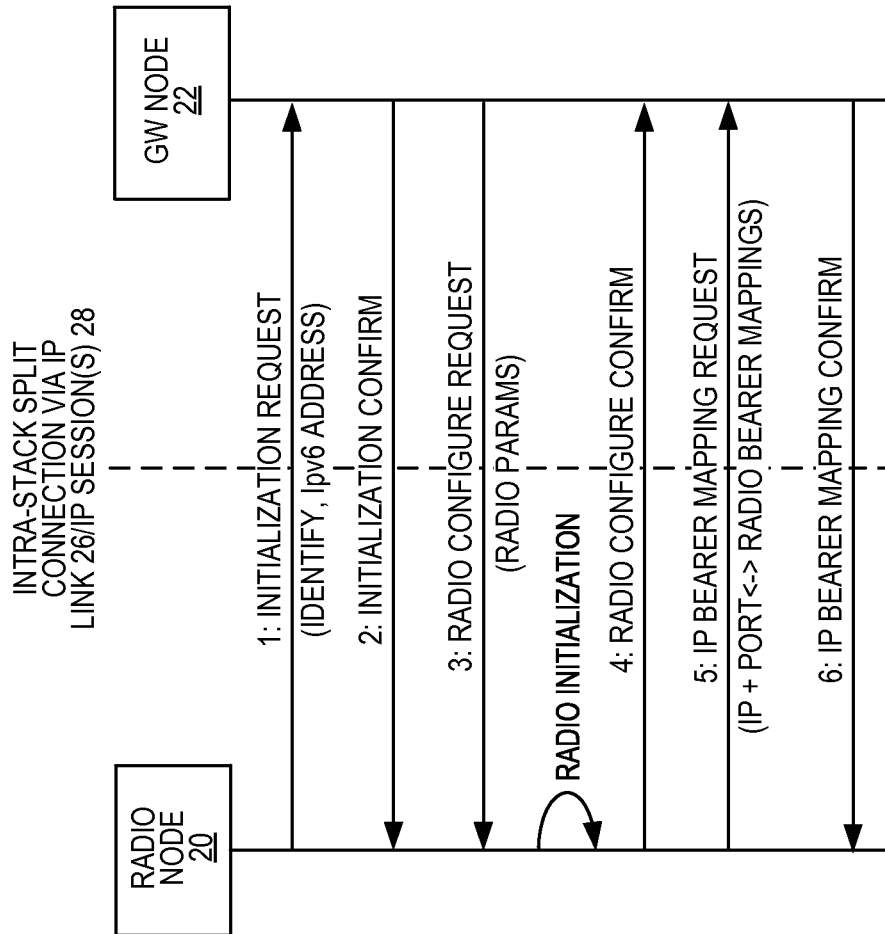 INTRA-STACK SPLIT
CONNECTION VIA IP
LINK 26/IP SESSION(S) 28
RADIO
NODE
20
GW NODE
22
1: INITIALIZATION REQUEST
(IDENTIFY, Ipv6 ADDRESS)
2: INITIALIZATION CONFIRM
3: RADIO CONFIGURE REQUEST
(RADIO PARAMS)
RADIO INITIALIZATION
4: RADIO CONFIGURE CONFIRM
5: IP BEARER MAPPING REQUEST
(IP + PORT<-> RADIO BEARER MAPPINGS)
6: IP BEARER MAPPING CONFIRM